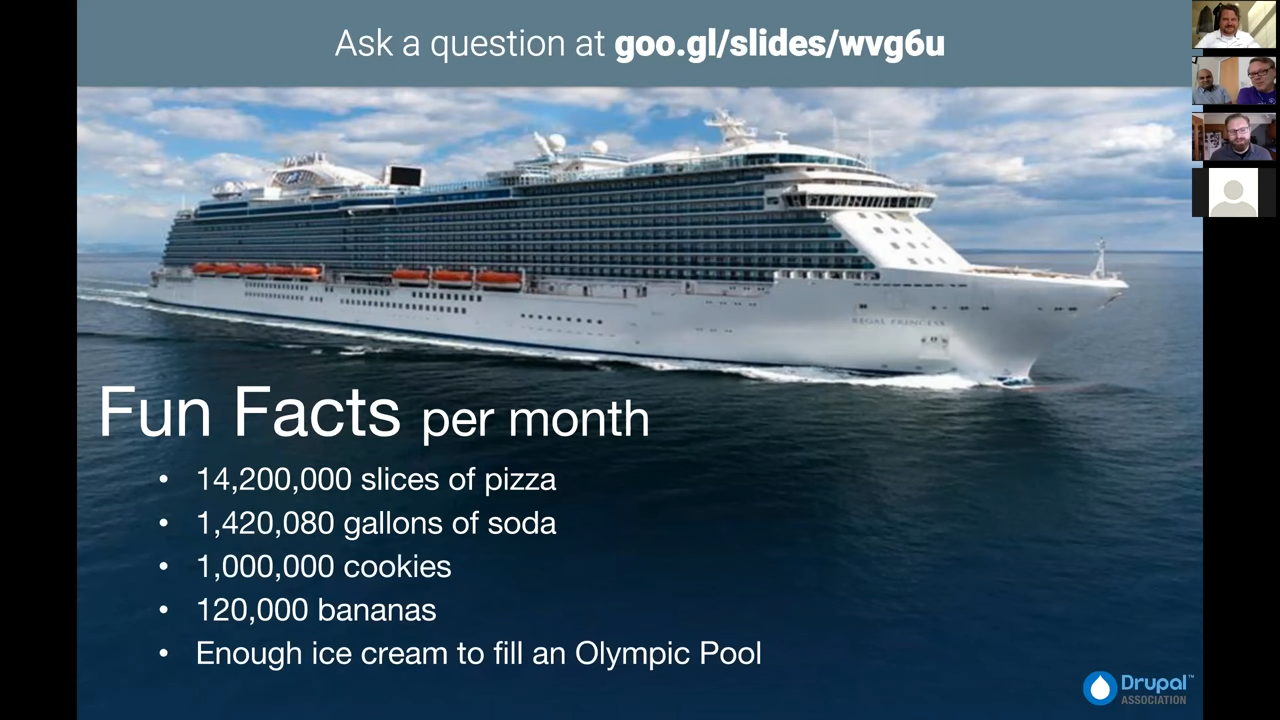 Ask a question at goo.gl/slides/wvg6u
REGAL PRINCESS
Fun Facts per month
• 14,200,000 slices of pizza
• 1,420,080 gallons of soda
• 1,000,000 cookies
• 120,000 bananas
• Enough ice cream to fill an Olympic Pool
Drupal™
ASSOCIATION